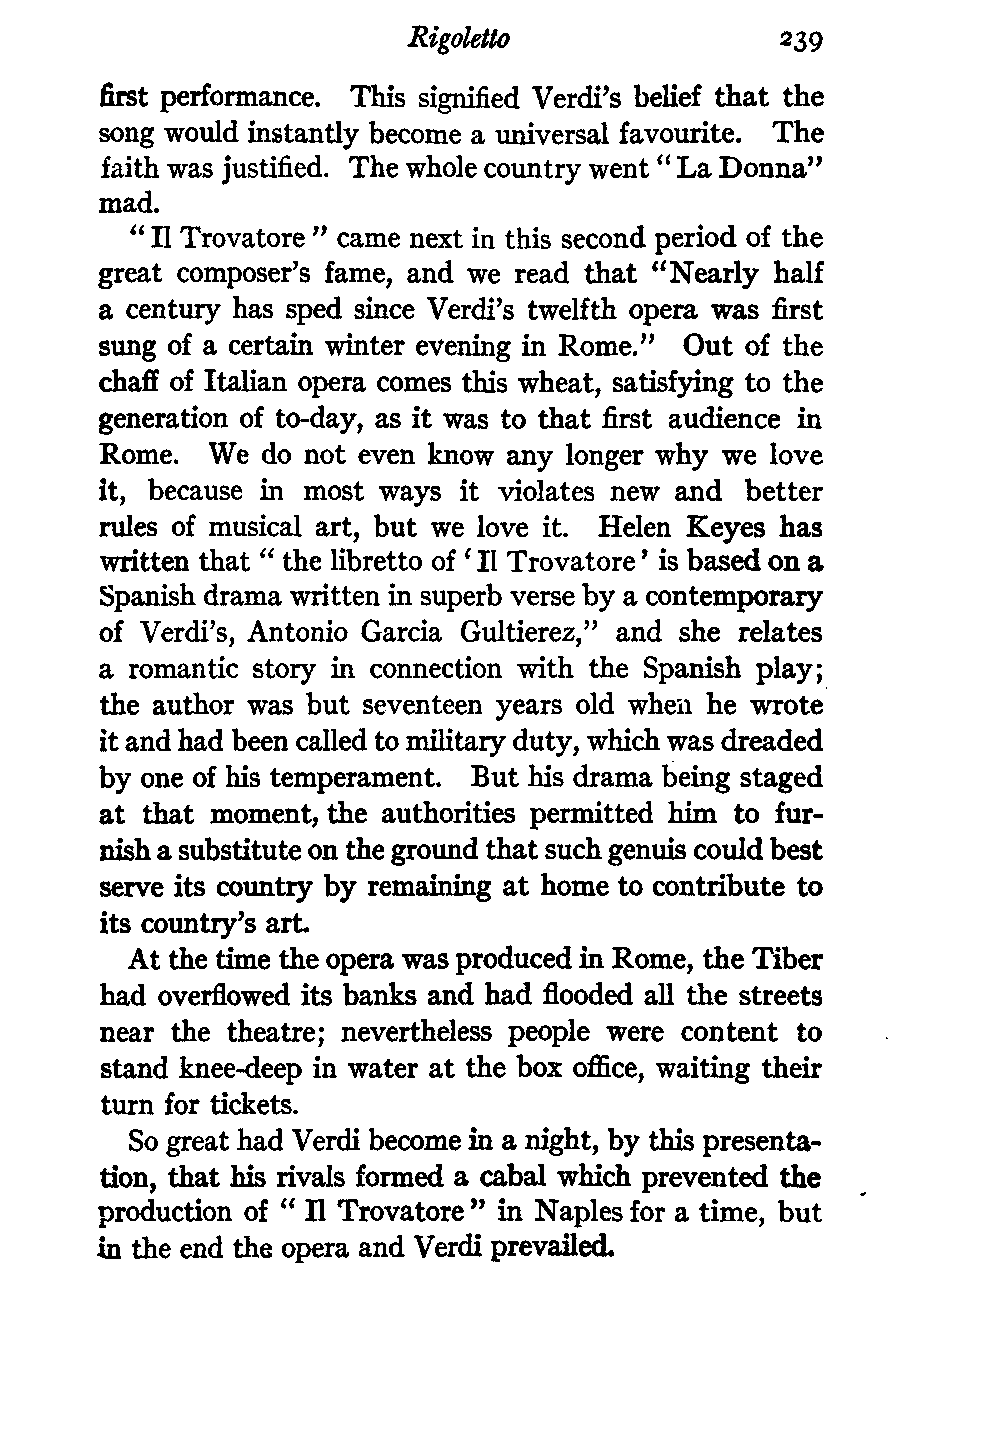 Rigoletto 239
first performance. This signified Verdi's belief that the
song would instantly become a universal favourite. The
faith was justified. The whole country went "La Donna"
mad.
"Il Trovatore" came next in this second period of the
great composer's fame, and we read that "Nearly half
a century has sped since Verdi's twelfth opera was first
sung of a certain winter evening in Rome." Out of the
chaff of Italian opera comes this wheat, satisfying to the
generation of to-day, as it was to that first audience in
Rome. We do not even know any longer why we love
it, because in most ways it violates new and better
rules of musical art, but we love it. Helen Keyes has
written that "the libretto of 'Il Trovatore' is based on a
Spanish drama written in superb verse by a contemporary
of Verdi's, Antonio Garcia Gultierez," and she relates
a romantic story in connection with the Spanish play;
the author was but seventeen years old when he wrote
it and had been called to military duty, which was dreaded
by one of his temperament. But his drama being staged
at that moment, the authorities permitted him to fur-
nish a substitute on the ground that such genuis could best
serve its country by remaining at home to contribute to
its country's art.
At the time the opera was produced in Rome, the Tiber
had overflowed its banks and had flooded all the streets
near the theatre; nevertheless people were content to
stand knee-deep in water at the box office, waiting their
turn for tickets.
So great had Verdi become in a night, by this presenta-
tion, that his rivals formed a cabal which prevented the
production of "Il Trovatore" in Naples for a time, but
in the end the opera and Verdi prevailed.